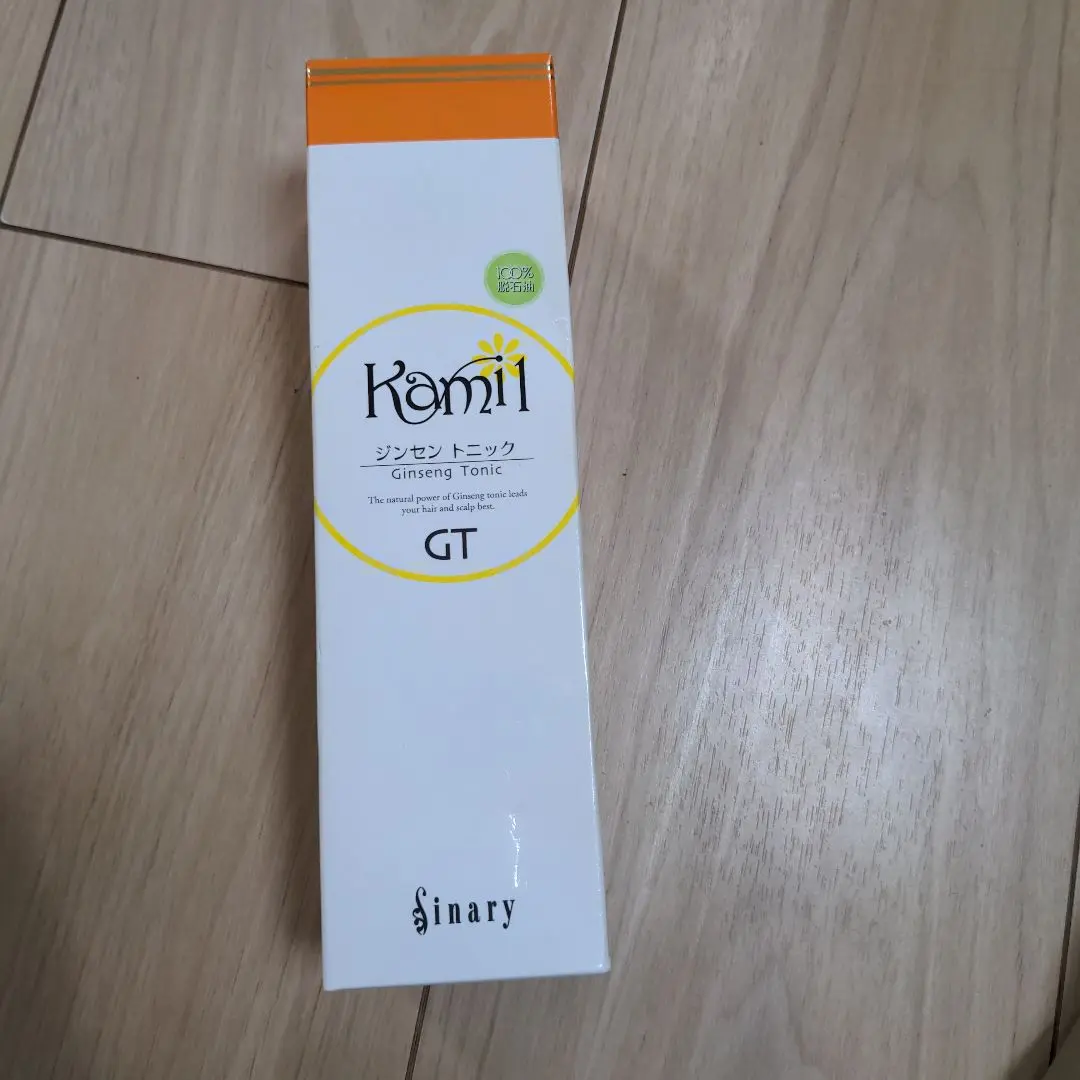 100%
脱石油
Kamil
ジンセン トニック
Ginseng Tonic
The natural power of Ginseng tonic leads
your hair and scalp best.
GT
Sinary